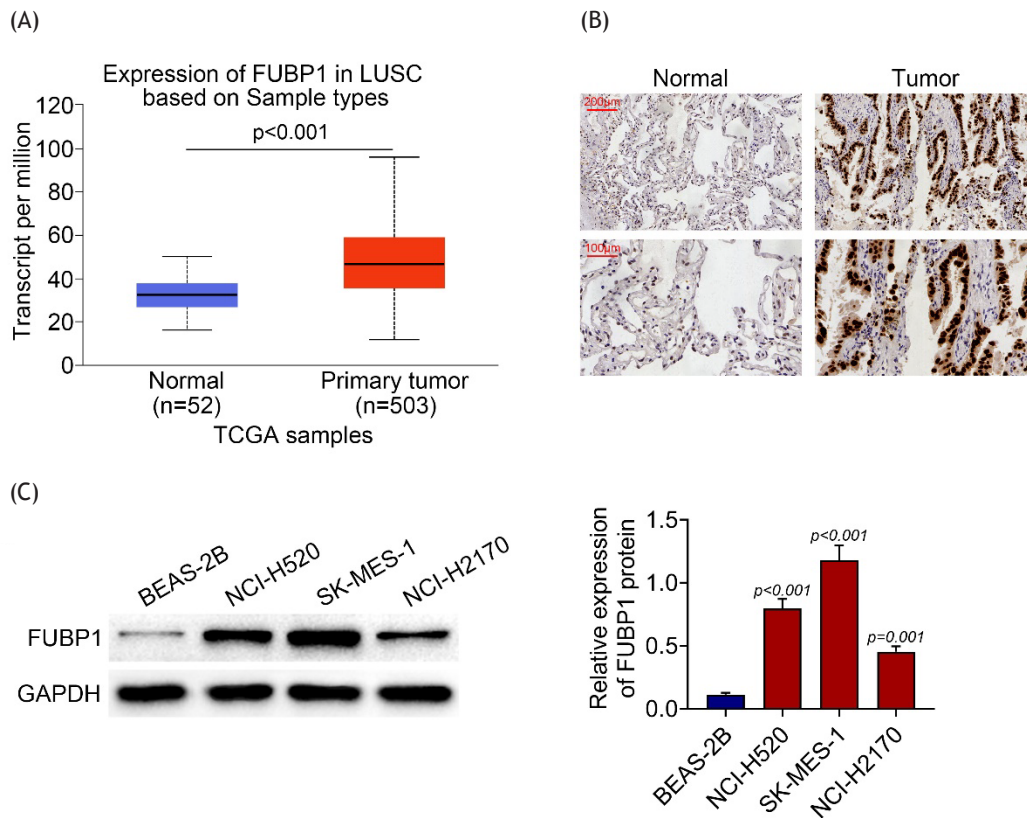 (A)
Expression of FUBP1 in LUSC
based on Sample types
p<0.001
Transcript per million
120
100
80
60
40
20
0
Normal
(n=52)
Primary tumor
(n=503)
TCGA samples
(B)
Normal
Tumor
200μm
100μm
(C)
BEAS-2B
NCI-H520
SK-MES-1
NCI-H2170
FUBP1
GAPDH
Relative expression
of FUBP1 protein
1.5
1.0
0.5
0.0
p<0.001
p<0.001
p=0.001
BEAS-2B
NCI-H520
SK-MES-1
NCI-H2170